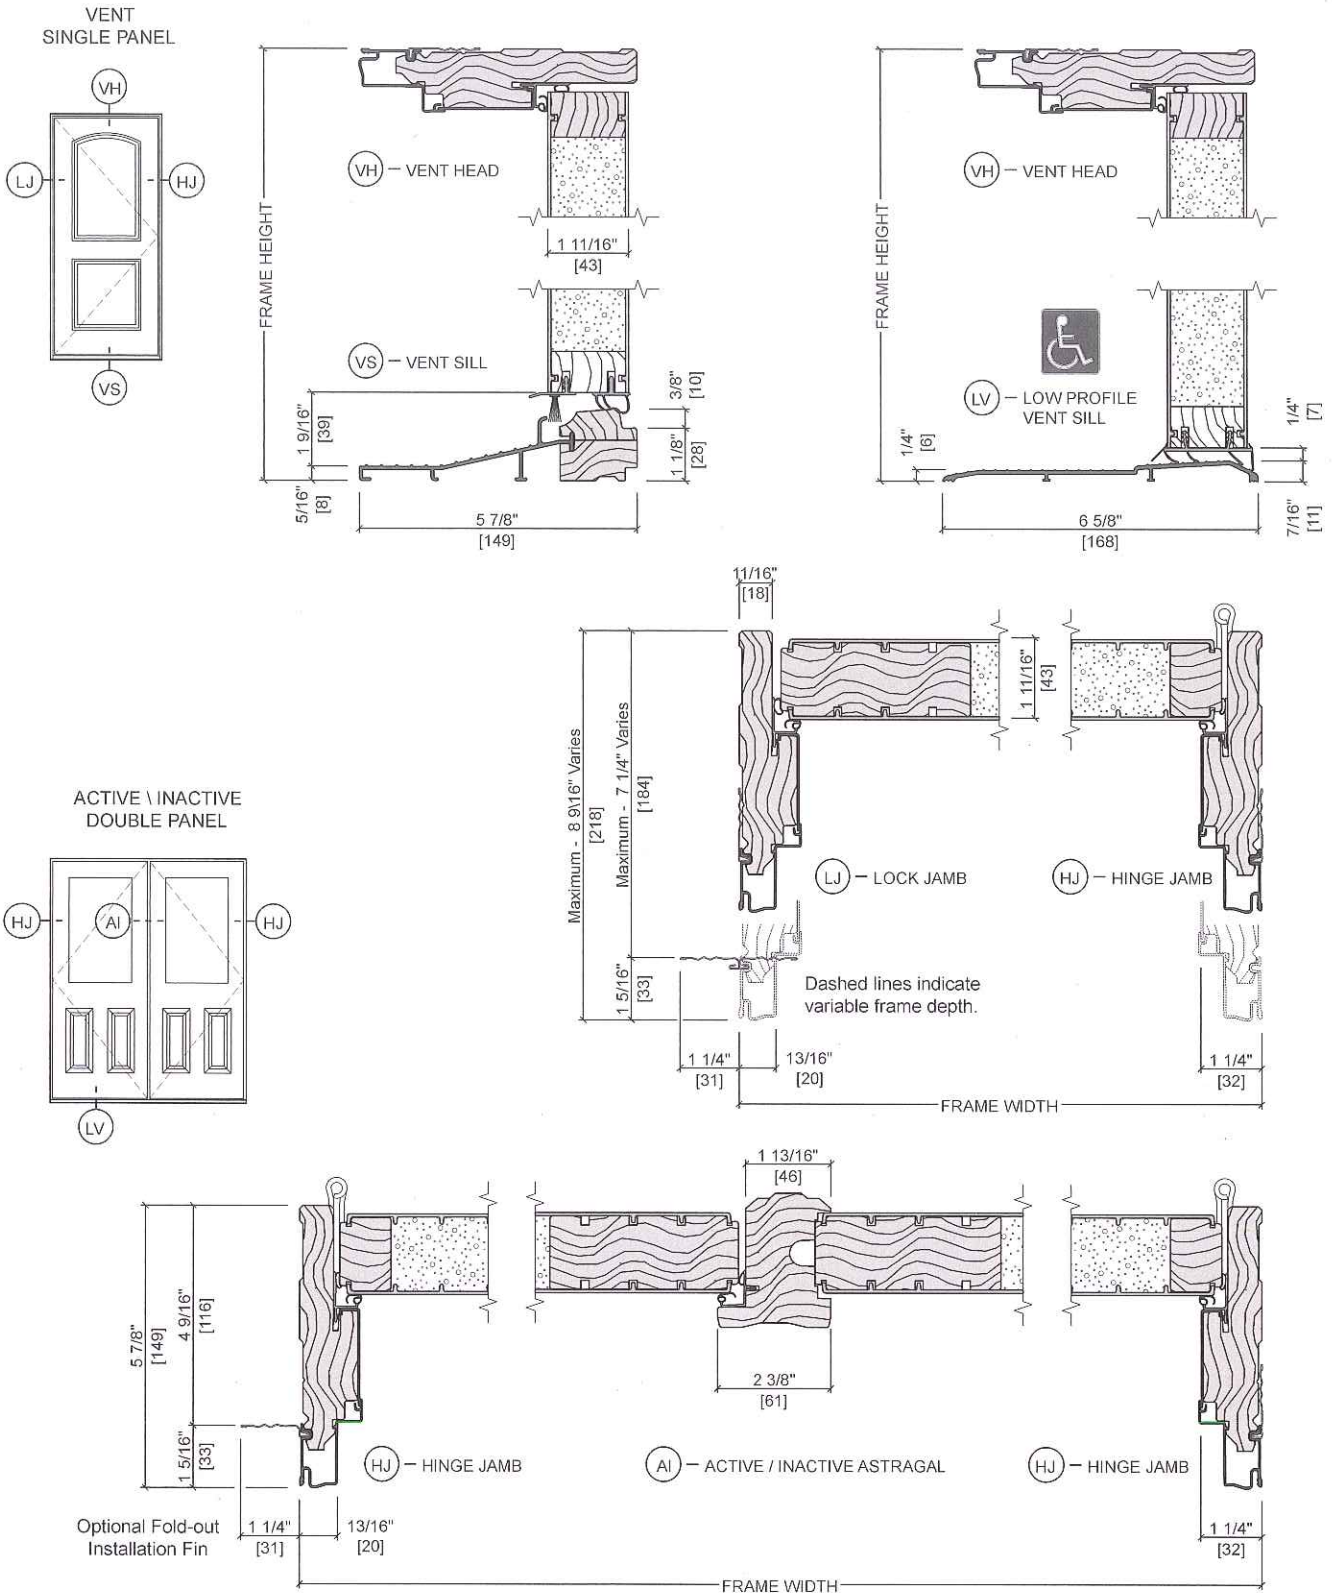 VENT
SINGLE PANEL
VH
LJ
HJ
VS
FRAME HEIGHT
VH – VENT HEAD
1 11/16"
[43]
VS – VENT SILL
3/8"
[10]
1 9/16"
[39]
1 1/8"
[28]
5/16"
[8]
5 7/8"
[149]
FRAME HEIGHT
VH – VENT HEAD
LV – LOW PROFILE
VENT SILL
1/4"
[6]
1/4"
[7]
7/16"
[11]
6 5/8"
[168]
11/16"
[18]
Maximum - 8 9\16" Varies
[218]
Maximum - 7 1/4" Varies
[184]
1 11/16"
[43]
LJ – LOCK JAMB
HJ – HINGE JAMB
1 5/16"
[33]
Dashed lines indicate
variable frame depth.
1 1/4"
[31]
13/16"
[20]
1 1/4"
[32]
FRAME WIDTH
ACTIVE \ INACTIVE
DOUBLE PANEL
HJ
AI
HJ
LV
1 13/16"
[46]
5 7/8"
[149]
4 9/16"
[116]
2 3/8"
[61]
1 5/16"
[33]
HJ – HINGE JAMB
AI – ACTIVE / INACTIVE ASTRAGAL
HJ – HINGE JAMB
Optional Fold-out
Installation Fin
1 1/4"
[31]
13/16"
[20]
1 1/4"
[32]
FRAME WIDTH